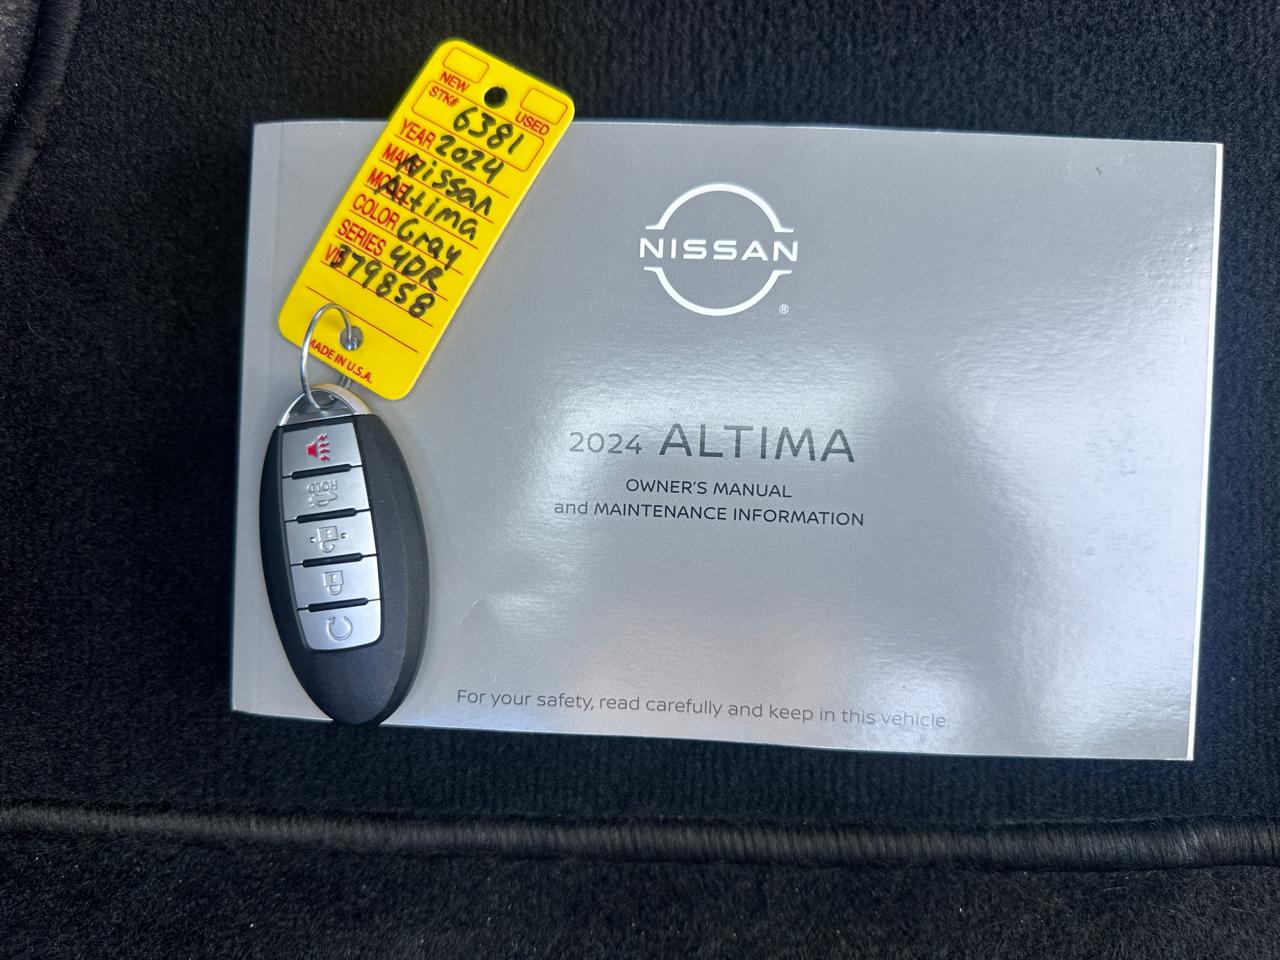 NEW
USED
STK# 6381
YEAR 2024
MAKE Nissan
MODEL Altima
COLOR Gray
SERIES 4DR
VIN 379858
MADE IN U.S.A.
HOLD
NISSAN
®
2024 ALTIMA
OWNER'S MANUAL
and MAINTENANCE INFORMATION
For your safety, read carefully and keep in this vehicle.